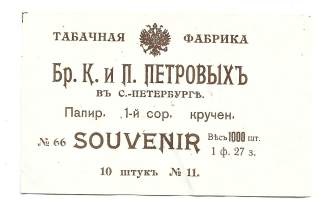 ТАБАЧНАЯ ФАБРИКА
Бр. К. и П. ПЕТРОВЫХЪ
ВЪ С.-ПЕТЕРБУРГѢ.
Папир. 1-й сор. кручен.
№ 66 SOUVENIR Вѣсъ 1000 шт. 1 ф. 27 з.
10 штукъ № 11.